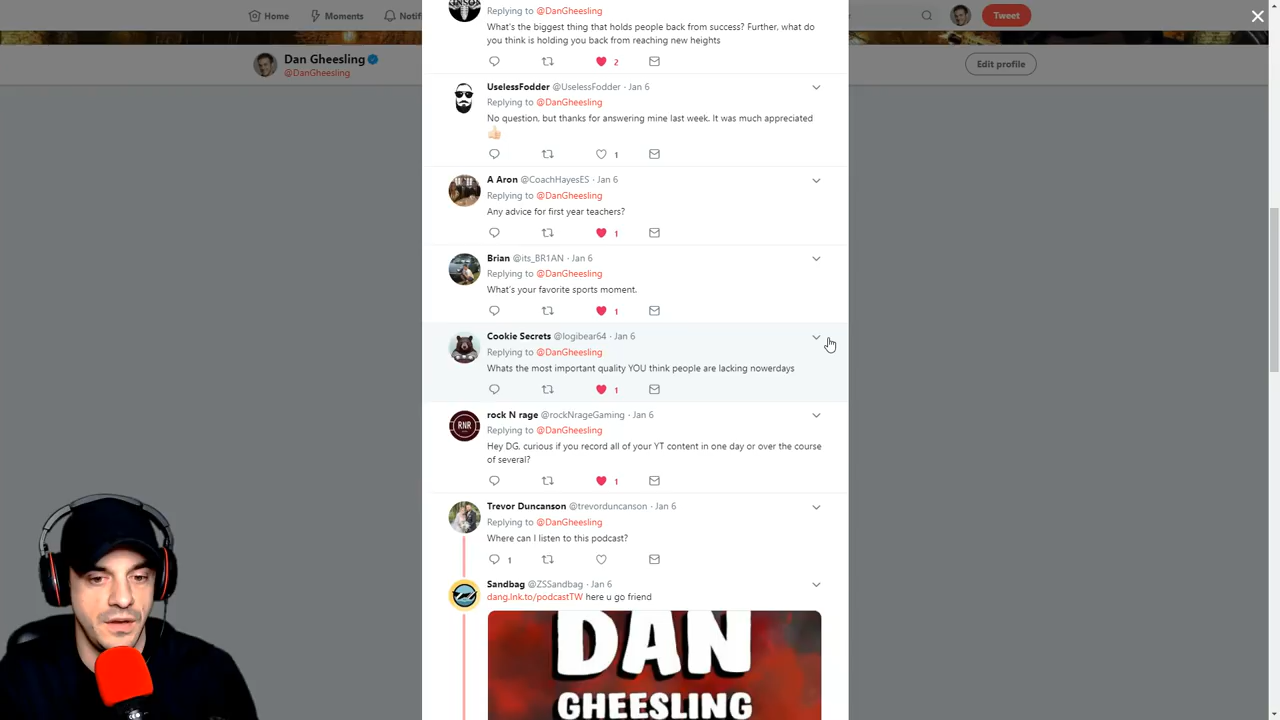 Home
Moments
Notifi
Tweet
Dan Gheesling
@DanGheesling
Edit profile
Replying to @DanGheesling
What's the biggest thing that holds people back from success? Further, what do
you think is holding you back from reaching new heights
2
UselessFodder @UselessFodder · Jan 6
Replying to @DanGheesling
No question, but thanks for answering mine last week. It was much appreciated
1
A Aron @CoachHayesES · Jan 6
Replying to @DanGheesling
Any advice for first year teachers?
1
Brian @its_BR1AN · Jan 6
Replying to @DanGheesling
What's your favorite sports moment.
1
Cookie Secrets @logibear64 · Jan 6
Replying to @DanGheesling
Whats the most important quality YOU think people are lacking nowerdays
1
RNR
rock N rage @rockNrageGaming · Jan 6
Replying to @DanGheesling
Hey DG, curious if you record all of your YT content in one day or over the course
of several?
1
Trevor Duncanson @trevorduncanson · Jan 6
Replying to @DanGheesling
Where can I listen to this podcast?
1
Sandbag @ZSSandbag · Jan 6
dang.lnk.to/podcastTW here u go friend
DAN
GHEESLING